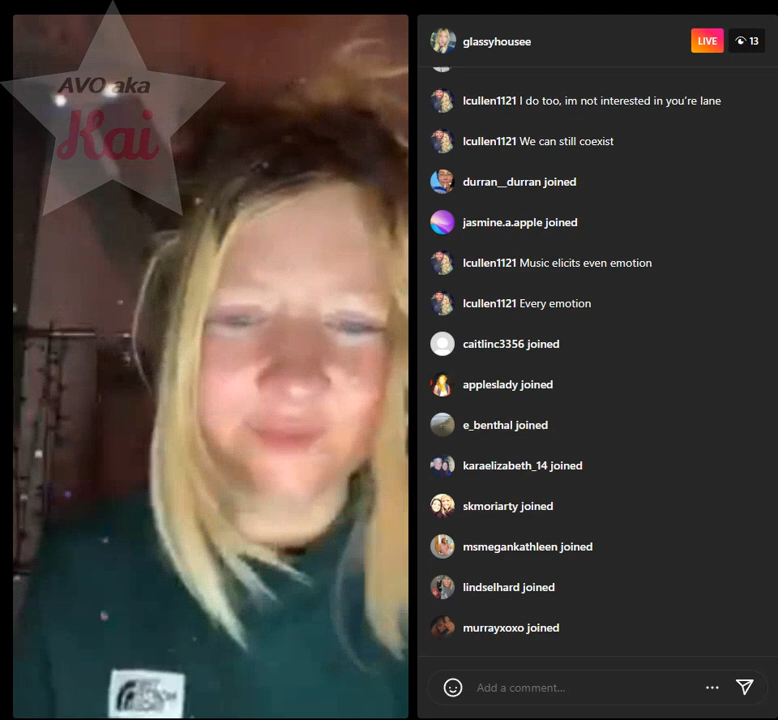 AVO aka
Kai
glassyhousee
LIVE
13
lcullen1121 I do too, im not interested in you're lane
lcullen1121 We can still coexist
durran__durran joined
jasmine.a.apple joined
lcullen1121 Music elicits even emotion
lcullen1121 Every emotion
caitlinc3356 joined
appleslady joined
e_benthal joined
karaelizabeth_14 joined
skmoriarty joined
msmegankathleen joined
lindselhard joined
murrayxoxo joined
Add a comment...